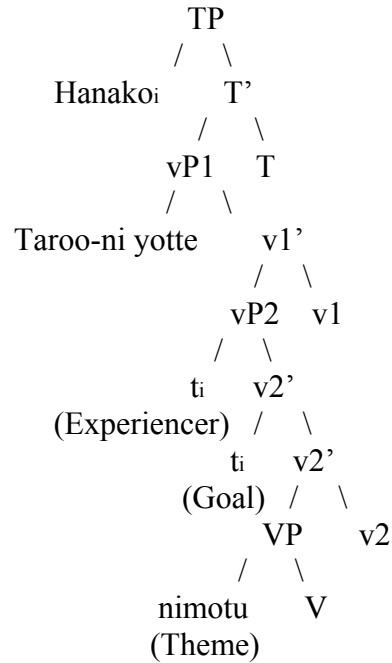 TP
Hanakoi T’
vP1 T
Taroo-ni yotte v1’
vP2 v1
ti v2’
(Experiencer)
ti v2’
(Goal)
VP v2
nimotu V
(Theme)